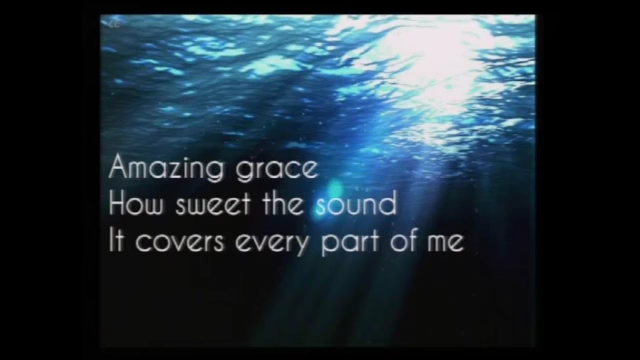 Amazing grace
How sweet the sound
It covers every part of me